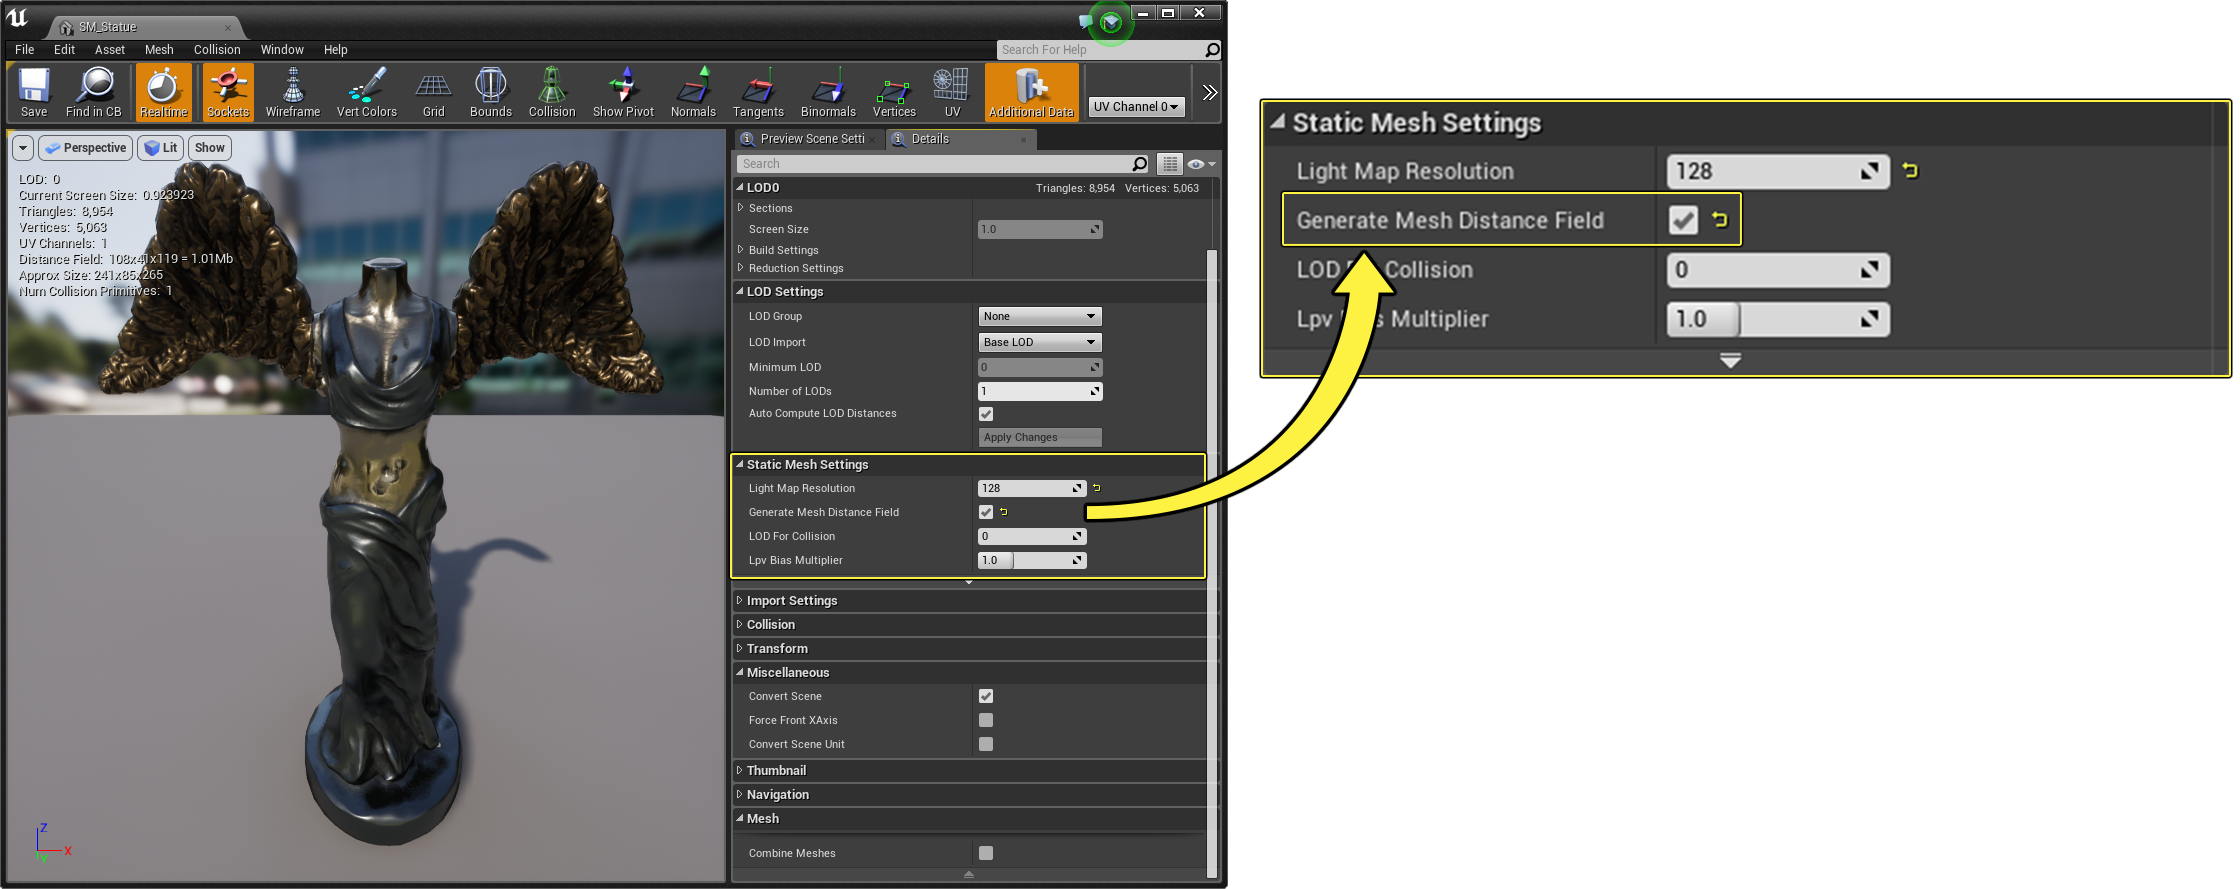 SM_Statue
File Edit Asset Mesh Collision Window Help
Search For Help
Save Find in CB Realtime Sockets Wireframe Vert Colors Grid Bounds Collision Show Pivot Normals Tangents Binormals Vertices UV Additional Data UV Channel 0
Perspective Lit Show
LOD: 0
Current Screen Size: 0.923923
Triangles: 8,954
Vertices: 5,063
UV Channels: 1
Distance Field: 108x41x119 = 1.01Mb
Approx Size: 241x85x265
Num Collision Primitives: 1
Z
X
Y
Preview Scene Setti Details
Search
LOD0 Triangles: 8,954 Vertices: 5,063
Sections
Screen Size 1.0
Build Settings
Reduction Settings
LOD Settings
LOD Group None
LOD Import Base LOD
Minimum LOD 0
Number of LODs 1
Auto Compute LOD Distances
Apply Changes
Static Mesh Settings
Light Map Resolution 128
Generate Mesh Distance Field
LOD For Collision 0
Lpv Bias Multiplier 1.0
Import Settings
Collision
Transform
Miscellaneous
Convert Scene
Force Front XAxis
Convert Scene Unit
Thumbnail
Navigation
Mesh
Combine Meshes
Static Mesh Settings
Light Map Resolution 128
Generate Mesh Distance Field
LOD Collision 0
Lpv Multiplier 1.0